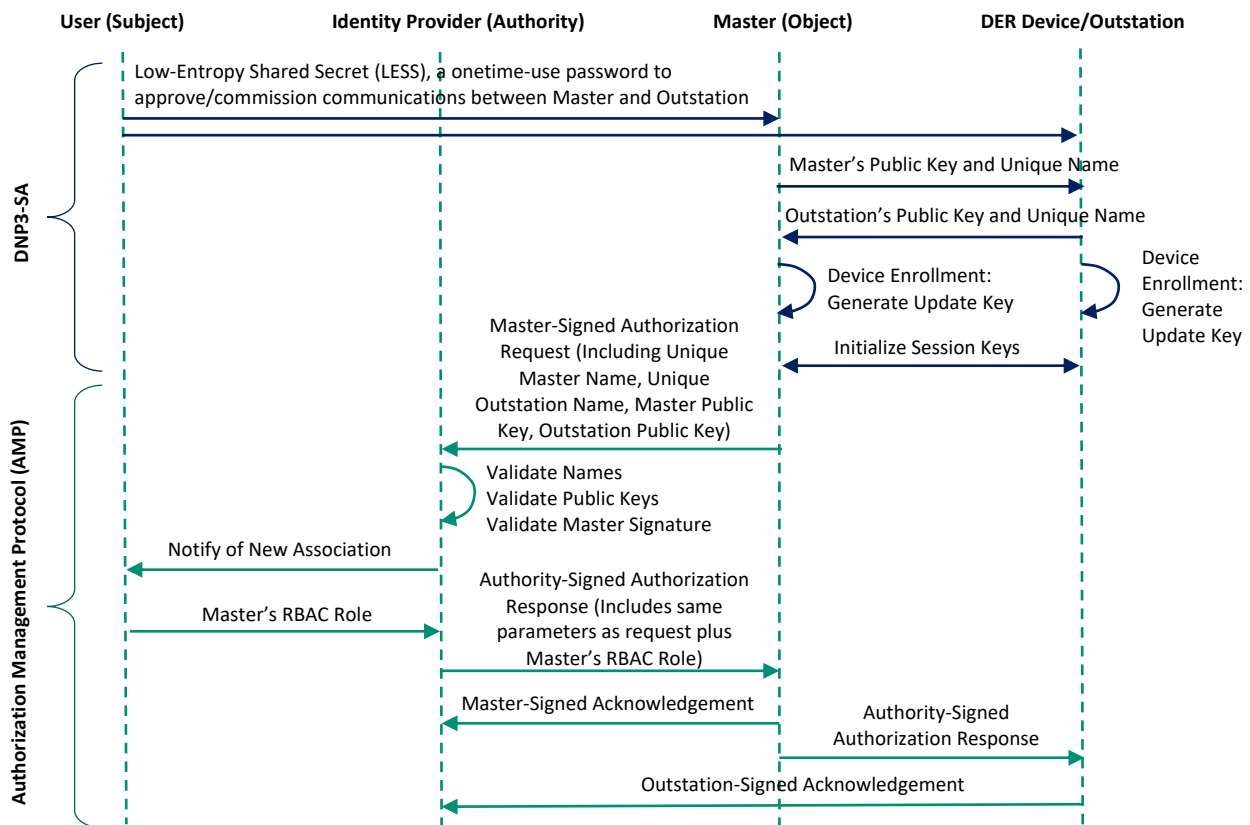 User (Subject)
Identity Provider (Authority)
Master (Object)
DER Device/Outstation
DNP3-SA
Low-Entropy Shared Secret (LESS), a onetime-use password to
approve/commission communications between Master and Outstation
Master's Public Key and Unique Name
Outstation's Public Key and Unique Name
Device Enrollment:
Generate Update Key
Device
Enrollment:
Generate
Update Key
Initialize Session Keys
Authorization Management Protocol (AMP)
Master-Signed Authorization
Request (Including Unique
Master Name, Unique
Outstation Name, Master Public
Key, Outstation Public Key)
Validate Names
Validate Public Keys
Validate Master Signature
Notify of New Association
Master's RBAC Role
Authority-Signed Authorization
Response (Includes same
parameters as request plus
Master's RBAC Role)
Master-Signed Acknowledgement
Authority-Signed
Authorization Response
Outstation-Signed Acknowledgement